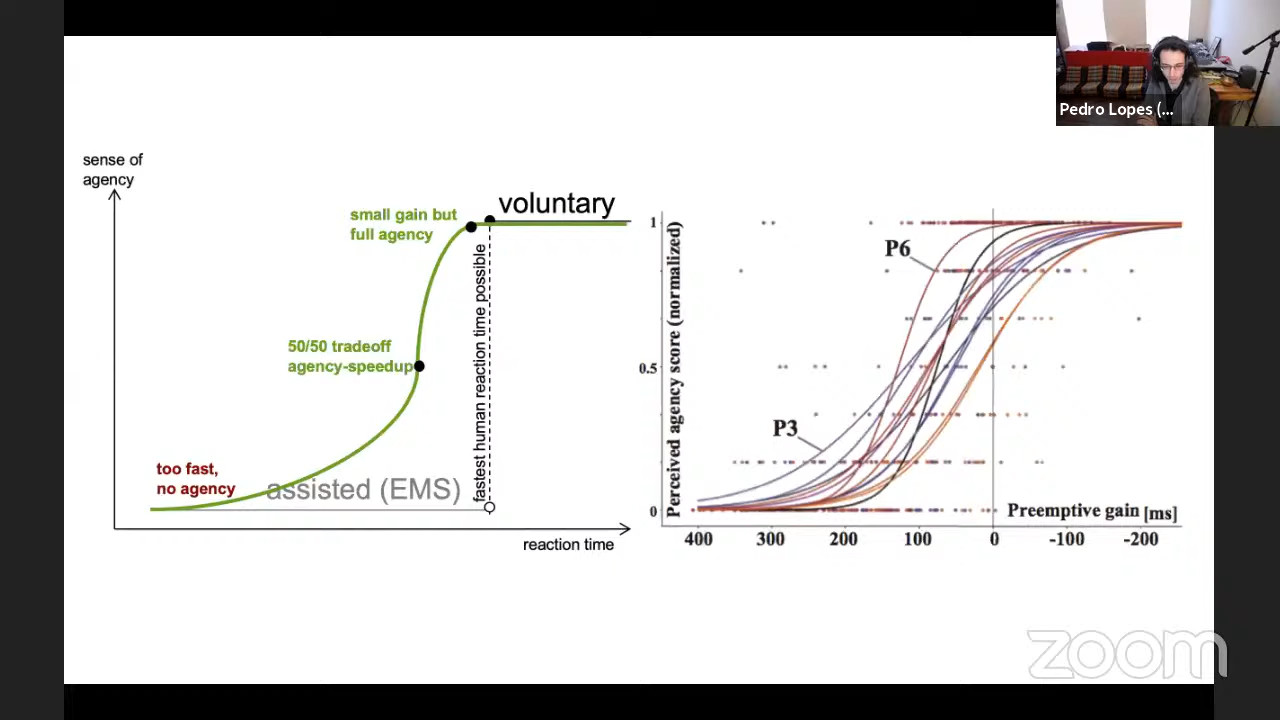 Pedro Lopes (...
sense of
agency
small gain but
full agency
voluntary
fastest human reaction time possible
50/50 tradeoff
agency-speedup
too fast,
no agency
assisted (EMS)
reaction time
Perceived agency score (normalized)
1
0.5
0
P6
P3
Preemptive gain [ms]
400 300 200 100 0 -100 -200
zoom